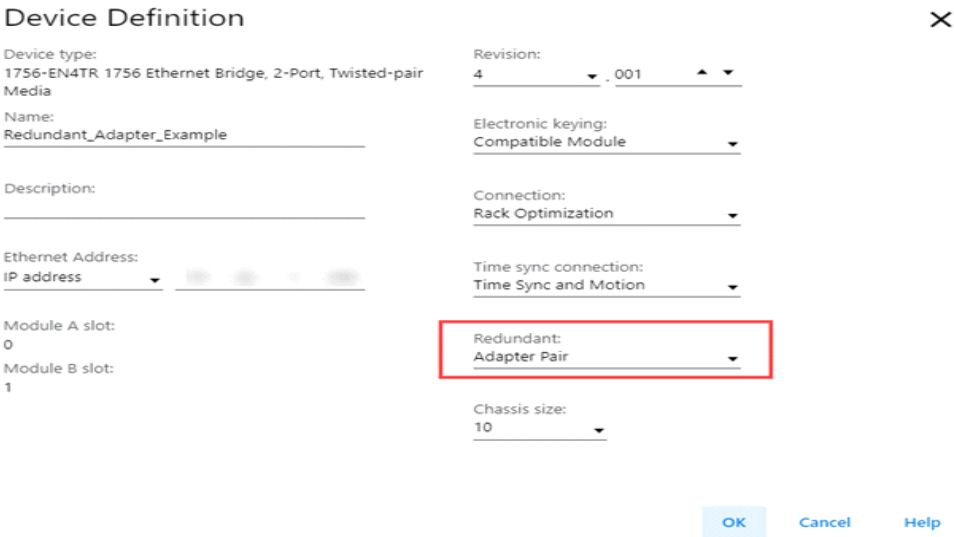 Device Definition
Device type:
1756-EN4TR 1756 Ethernet Bridge, 2-Port, Twisted-pair
Media
Name:
Redundant_Adapter_Example
Description:
Ethernet Address:
IP address
Module A slot:
0
Module B slot:
1
Revision:
4 . 001
Electronic keying:
Compatible Module
Connection:
Rack Optimization
Time sync connection:
Time Sync and Motion
Redundant:
Adapter Pair
Chassis size:
10
OK Cancel Help